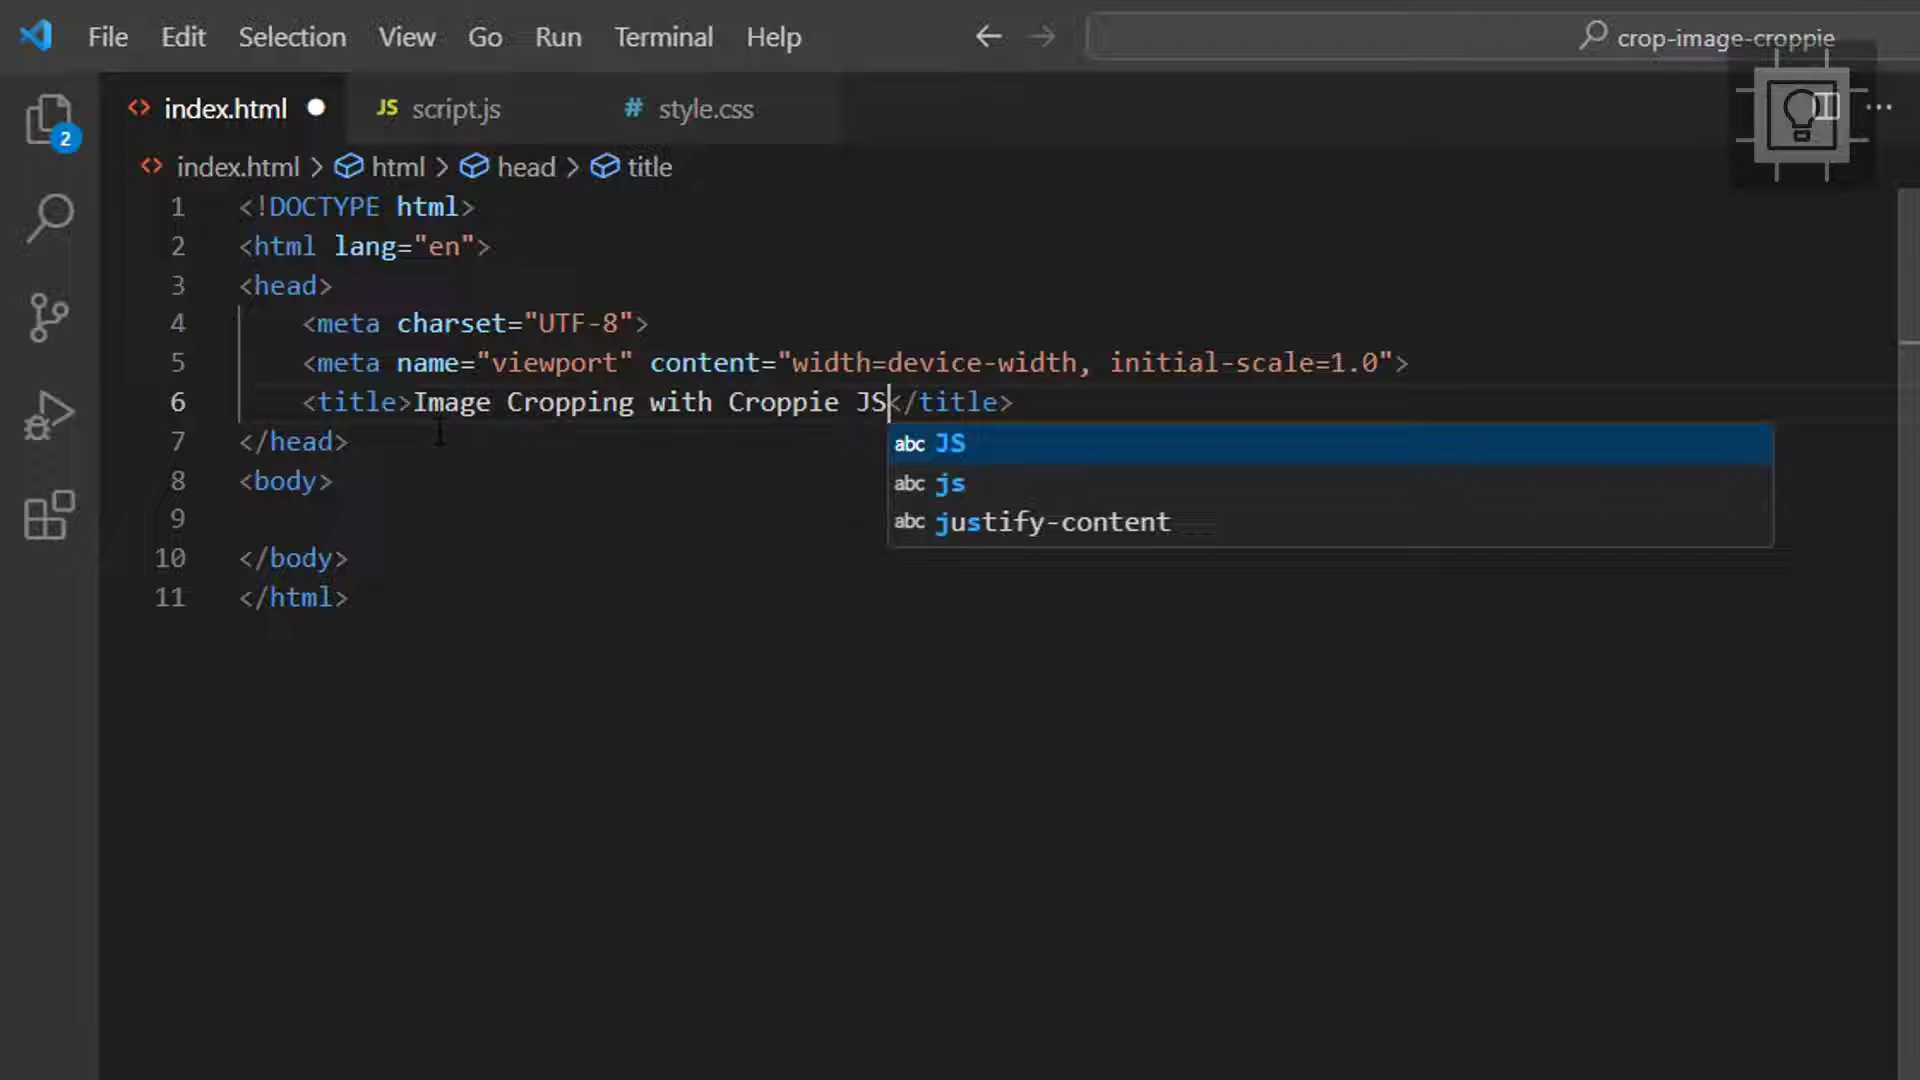 File Edit Selection View Go Run Terminal Help crop-image-croppie
index.html JS script.js # style.css
2
index.html > html > head > title
1 <!DOCTYPE html>
2 <html lang="en">
3 <head>
4 <meta charset="UTF-8">
5 <meta name="viewport" content="width=device-width, initial-scale=1.0">
6 <title>Image Cropping with Croppie JS</title>
7 </head>
abc JS
8 <body>
abc js
9
abc justify-content
10 </body>
11 </html>